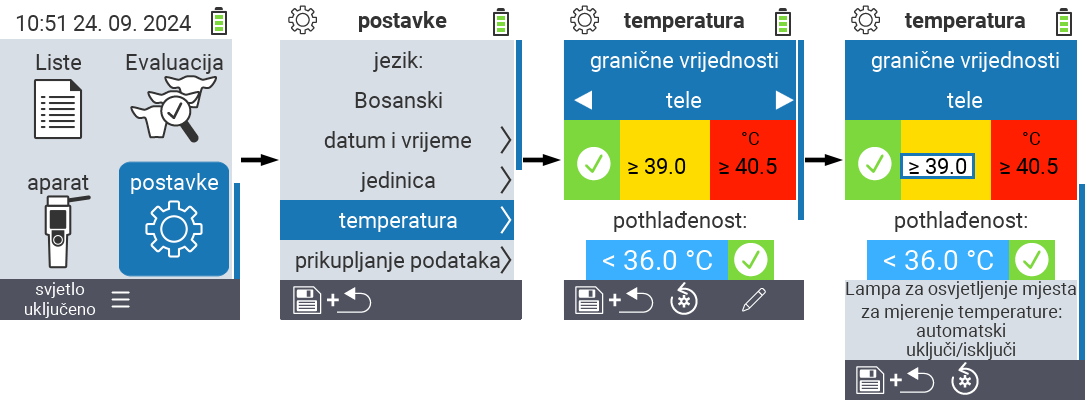 10:51 24. 09. 2024
Liste
Evaluacija
aparat
postavke
svjetlo
uključeno
postavke
jezik:
Bosanski
datum i vrijeme
jedinica
temperatura
prikupljanje podataka
+
temperatura
granične vrijednosti
tele
°C
≥ 39.0
≥ 40.5
pothlađenost:
< 36.0 °C
+
temperatura
granične vrijednosti
tele
°C
≥ 39.0
≥ 40.5
pothlađenost:
< 36.0 °C
Lampa za osvjetljenje mjesta
za mjerenje temperature:
automatski
uključi/isključi
+